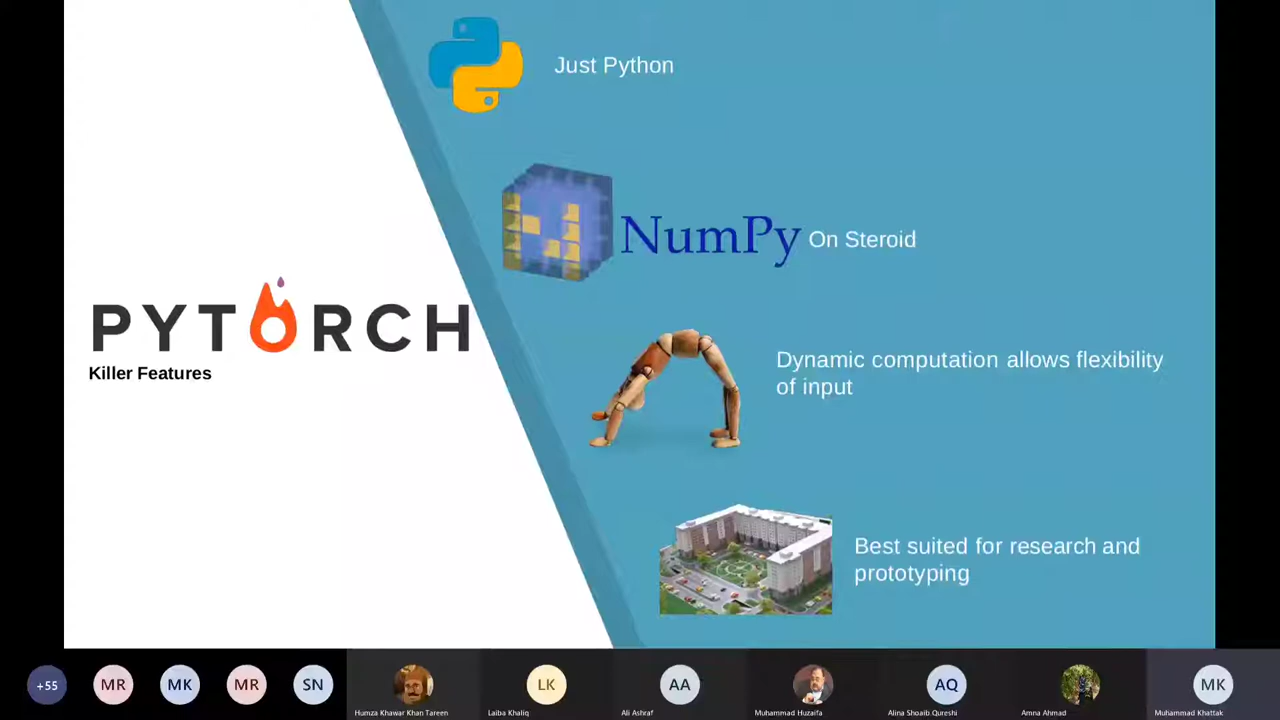 Just Python
NumPy On Steroid
PYTORCH
Killer Features
Dynamic computation allows flexibility
of input
Best suited for research and
prototyping
+55
MR
MK
MR
SN
LK
AA
AQ
MK
Humza Khawar Khan Tareen
Laiba Khaliq
Ali Ashraf
Muhammad Huzaifa
Alina Shoaib Qureshi
Amna Ahmad
Muhammad Khattak